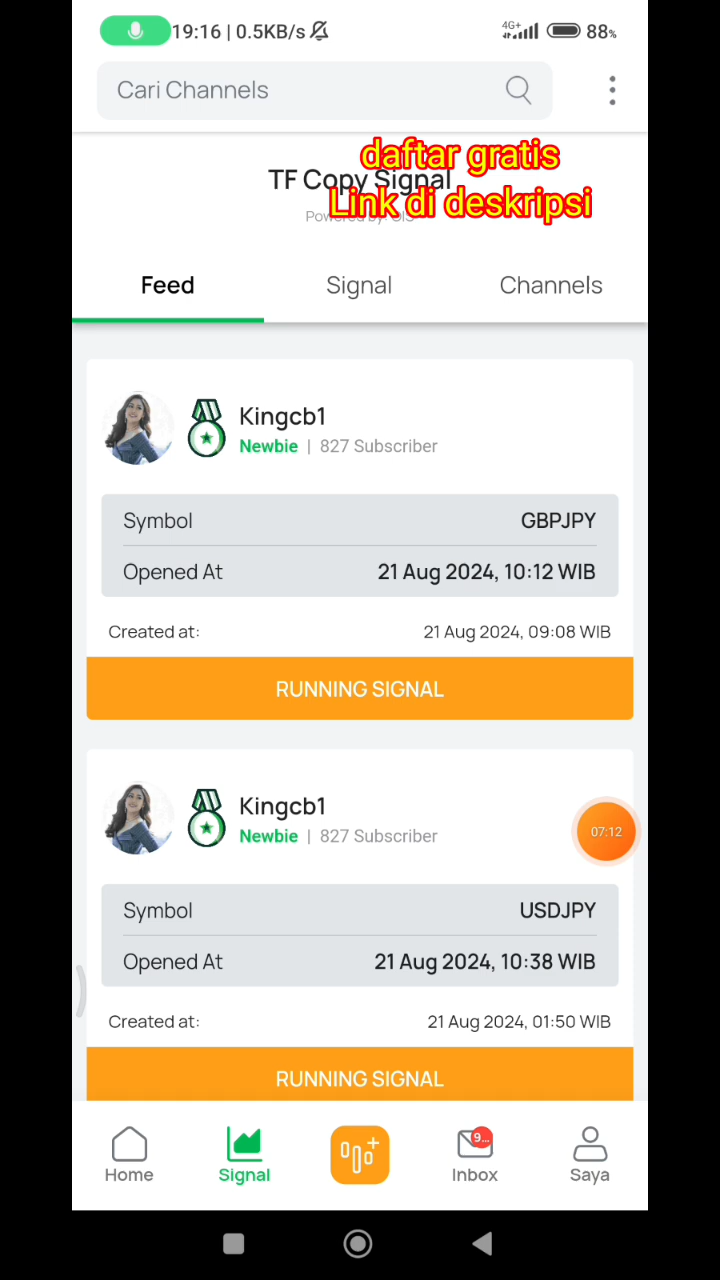 19:16 | 0.5KB/s
4G+
88%
Cari Channels
daftar gratis
TF Copy Signal
Link di deskripsi
Powered by:
Feed
Signal
Channels
Kingcb1
Newbie | 827 Subscriber
Symbol GBPJPY
Opened At 21 Aug 2024, 10:12 WIB
Created at: 21 Aug 2024, 09:08 WIB
RUNNING SIGNAL
Kingcb1
Newbie | 827 Subscriber
07:12
Symbol USDJPY
Opened At 21 Aug 2024, 10:38 WIB
Created at: 21 Aug 2024, 01:50 WIB
RUNNING SIGNAL
9...
Home
Signal
Inbox
Saya